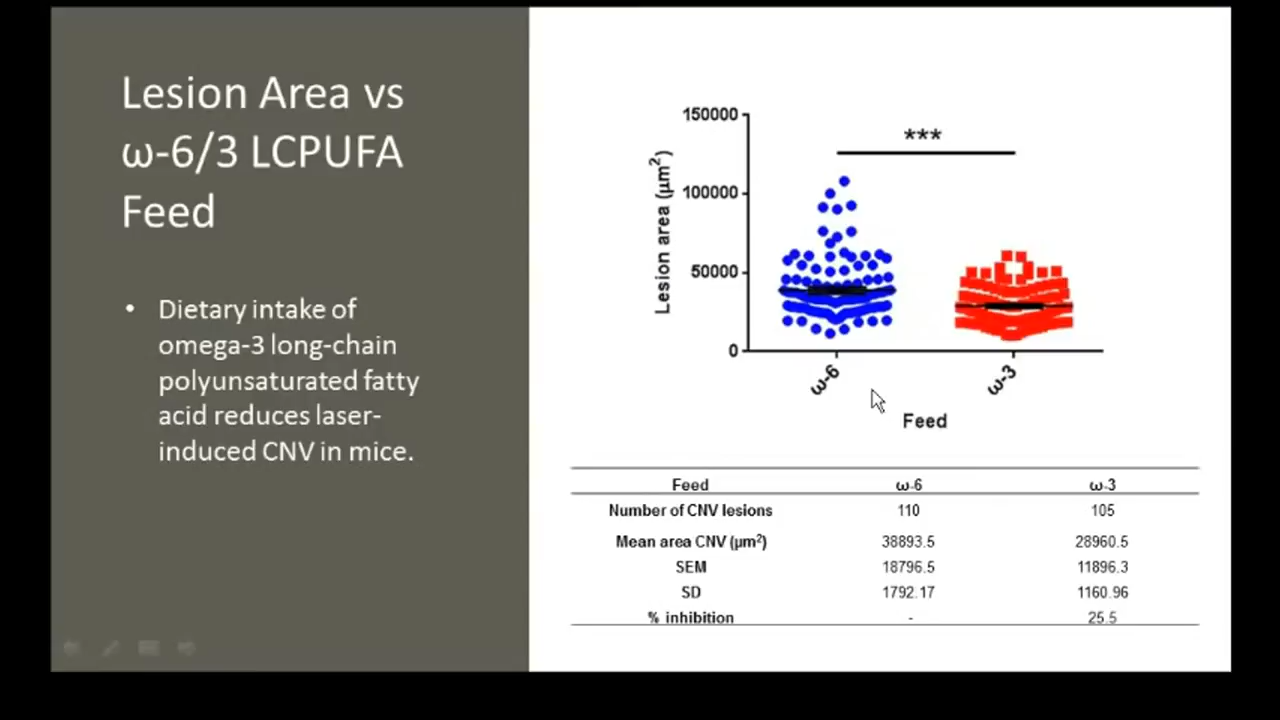 Lesion Area vs
ω-6/3 LCPUFA
Feed
• Dietary intake of
omega-3 long-chain
polyunsaturated fatty
acid reduces laser-
induced CNV in mice.
150000
100000
50000
0
Lesion area (µm²)
***
ω-6
ω-3
Feed
Feed ω-6 ω-3
Number of CNV lesions 110 105
Mean area CNV (µm²) 38893.5 28960.5
SEM 18796.5 11896.3
SD 1792.17 1160.96
% inhibition - 25.5